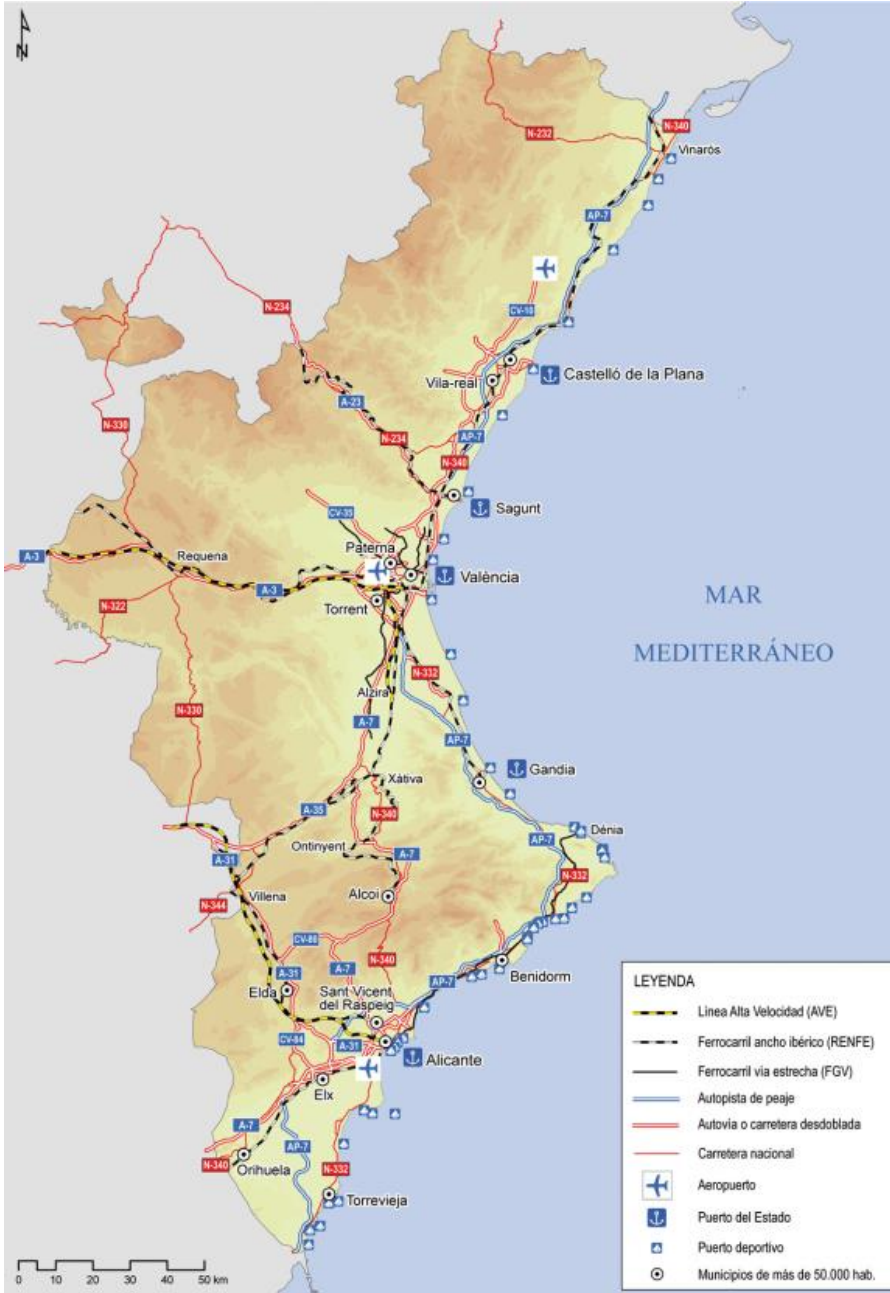 N
N-232
N-340
Vinaròs
AP-7
N-234
CV-10
Vila-real
Castelló de la Plana
A-23
N-330
N-234
AP-7
N-340
CV-35
Sagunt
Paterna
Requena
A-3
A-3
València
Torrent
MAR
MEDITERRÁNEO
N-322
N-332
Alzira
N-330
A-7
AP-7
Gandia
Xàtiva
A-35
N-340
Dénia
Ontinyent
AP-7
A-31
A-7
N-332
Villena
Alcoi
N-344
CV-80
N-340
A-7
Benidorm
A-31
AP-7
Elda
Sant Vicent
del Raspeig
CV-84
A-31
Alicante
Elx
A-7
AP-7
N-340
Orihuela
N-332
Torrevieja
LEYENDA
Linea Alta Velocidad (AVE)
Ferrocarril ancho ibérico (RENFE)
Ferrocarril via estrecha (FGV)
Autopista de peaje
Autovia o carretera desdoblada
Carretera nacional
Aeropuerto
Puerto del Estado
Puerto deportivo
Municipios de más de 50.000 hab.
0 10 20 30 40 50 km